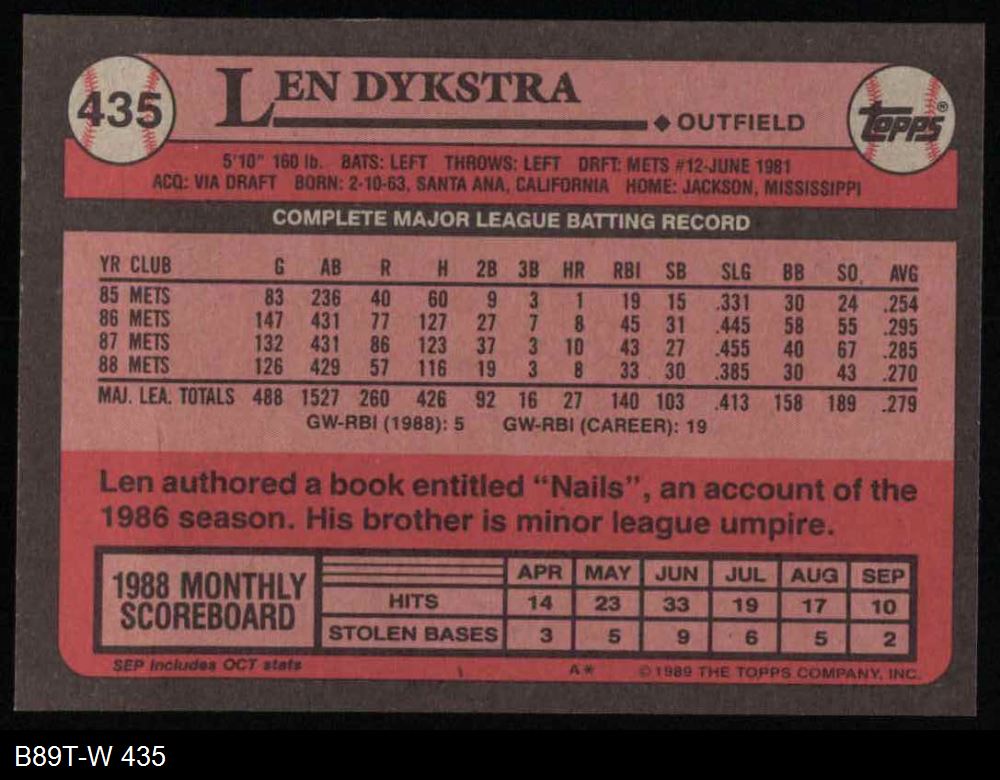 435
LEN DYKSTRA
◆ OUTFIELD
TOPPS®
5'10" 160 lb. BATS: LEFT THROWS: LEFT DRFT: METS #12-JUNE 1981
ACQ: VIA DRAFT BORN: 2-10-63, SANTA ANA, CALIFORNIA HOME: JACKSON, MISSISSIPPI
COMPLETE MAJOR LEAGUE BATTING RECORD
YR CLUB G AB R H 2B 3B HR RBI SB SLG BB SO AVG
85 METS 83 236 40 60 9 3 1 19 15 .331 30 24 .254
86 METS 147 431 77 127 27 7 8 45 31 .445 58 55 .295
87 METS 132 431 86 123 37 3 10 43 27 .455 40 67 .285
88 METS 126 429 57 116 19 3 8 33 30 .385 30 43 .270
MAJ. LEA. TOTALS 488 1527 260 426 92 16 27 140 103 .413 158 189 .279
GW-RBI (1988): 5 GW-RBI (CAREER): 19
Len authored a book entitled “Nails”, an account of the
1986 season. His brother is minor league umpire.
1988 MONTHLY
SCOREBOARD
APR MAY JUN JUL AUG SEP
HITS 14 23 33 19 17 10
STOLEN BASES 3 5 9 6 5 2
SEP Includes OCT stats
A* © 1989 THE TOPPS COMPANY, INC.
B89T-W 435